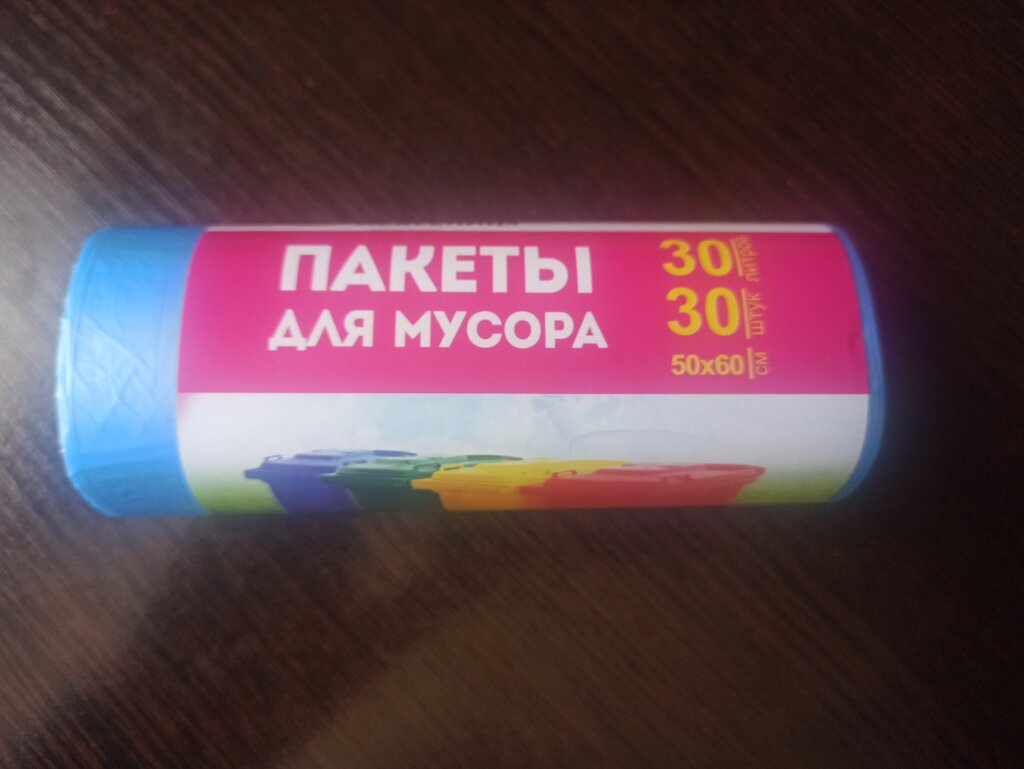 ПАКЕТЫ
ДЛЯ МУСОРА
30 ЛИТРОВ
30 ШТУК
50х60 СМ